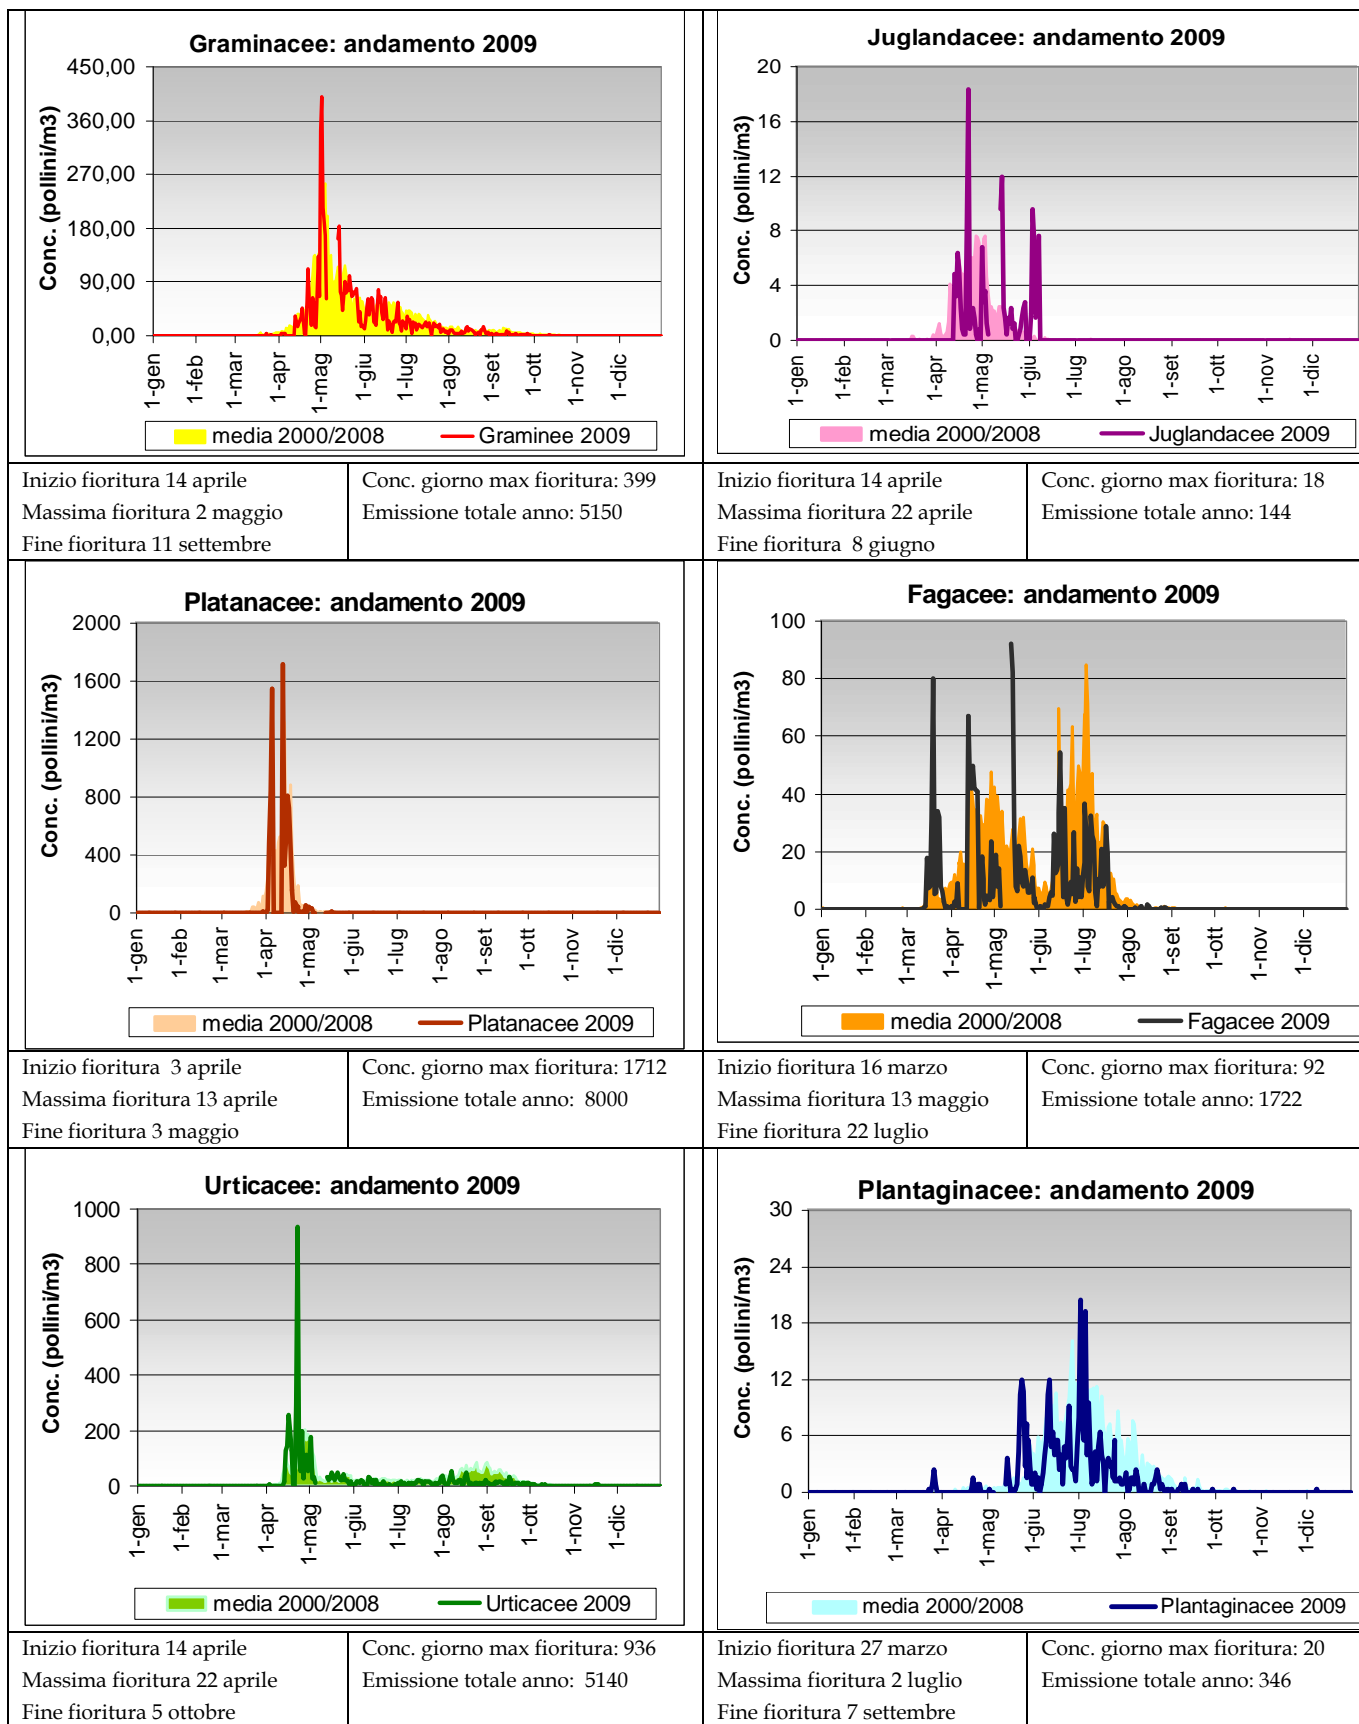 Graminacee: andamento 2009
450,00
360,00
270,00
180,00
90,00
0,00
Conc. (pollini/m3)
1-gen
1-feb
1-mar
1-apr
1-mag
1-giu
1-lug
1-ago
1-set
1-ott
1-nov
1-dic
media 2000/2008
Graminee 2009
Juglandacee: andamento 2009
20
16
12
8
4
0
Conc. (pollini/m3)
1-gen
1-feb
1-mar
1-apr
1-mag
1-giu
1-lug
1-ago
1-set
1-ott
1-nov
1-dic
media 2000/2008
Juglandacee 2009
Inizio fioritura 14 aprile
Massima fioritura 2 maggio
Fine fioritura 11 settembre
Conc. giorno max fioritura: 399
Emissione totale anno: 5150
Inizio fioritura 14 aprile
Massima fioritura 22 aprile
Fine fioritura 8 giugno
Conc. giorno max fioritura: 18
Emissione totale anno: 144
Platanacee: andamento 2009
2000
1600
1200
800
400
0
Conc. (pollini/m3)
1-gen
1-feb
1-mar
1-apr
1-mag
1-giu
1-lug
1-ago
1-set
1-ott
1-nov
1-dic
media 2000/2008
Platanacee 2009
Fagacee: andamento 2009
100
80
60
40
20
0
Conc. (pollini/m3)
1-gen
1-feb
1-mar
1-apr
1-mag
1-giu
1-lug
1-ago
1-set
1-ott
1-nov
1-dic
media 2000/2008
Fagacee 2009
Inizio fioritura 3 aprile
Massima fioritura 13 aprile
Fine fioritura 3 maggio
Conc. giorno max fioritura: 1712
Emissione totale anno: 8000
Inizio fioritura 16 marzo
Massima fioritura 13 maggio
Fine fioritura 22 luglio
Conc. giorno max fioritura: 92
Emissione totale anno: 1722
Urticacee: andamento 2009
1000
800
600
400
200
0
Conc. (pollini/m3)
1-gen
1-feb
1-mar
1-apr
1-mag
1-giu
1-lug
1-ago
1-set
1-ott
1-nov
1-dic
media 2000/2008
Urticacee 2009
Plantaginacee: andamento 2009
30
24
18
12
6
0
Conc. (pollini/m3)
1-gen
1-feb
1-mar
1-apr
1-mag
1-giu
1-lug
1-ago
1-set
1-ott
1-nov
1-dic
media 2000/2008
Plantaginacee 2009
Inizio fioritura 14 aprile
Massima fioritura 22 aprile
Fine fioritura 5 ottobre
Conc. giorno max fioritura: 936
Emissione totale anno: 5140
Inizio fioritura 27 marzo
Massima fioritura 2 luglio
Fine fioritura 7 settembre
Conc. giorno max fioritura: 20
Emissione totale anno: 346